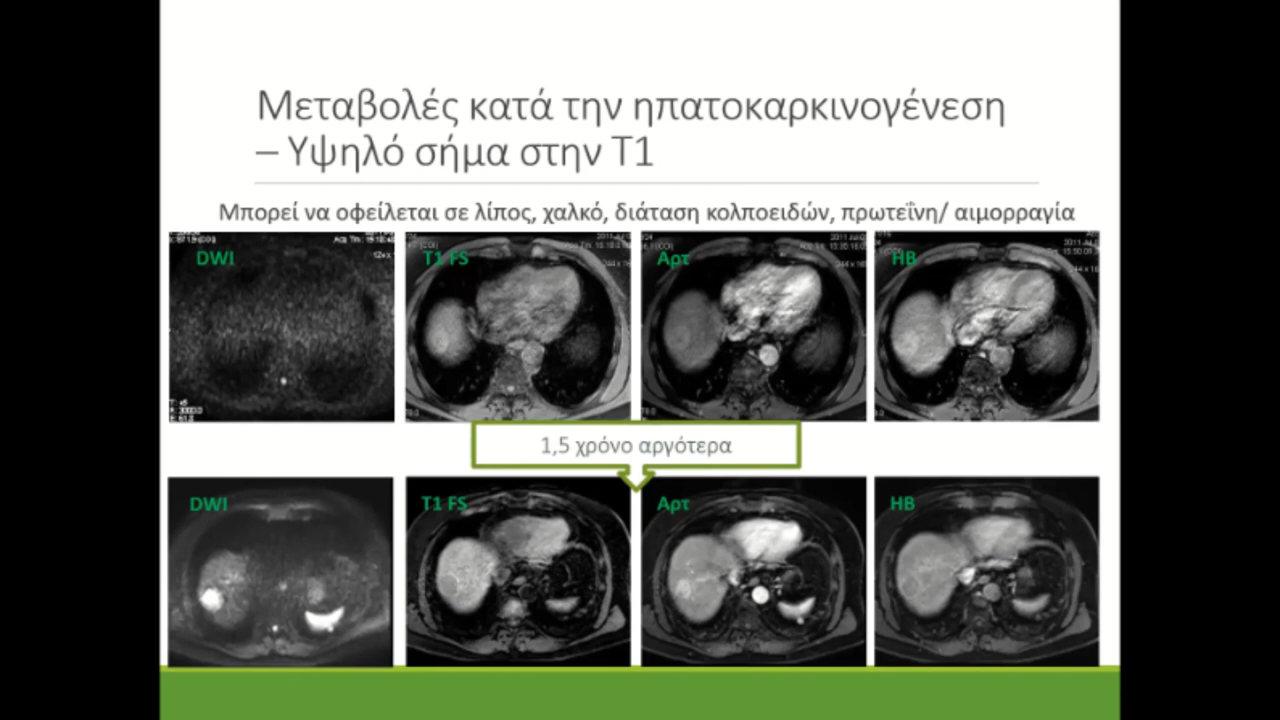 Μεταβολές κατά την ηπατοκαρκινογένεση
– Υψηλό σήμα στην Τ1
Μπορεί να οφείλεται σε λίπος, χαλκό, διάταση κολποειδών, πρωτεΐνη/ αιμορραγία
DWI
T1 FS
Αρτ
HB
1,5 χρόνο αργότερα
DWI
T1 FS
Αρτ
HB